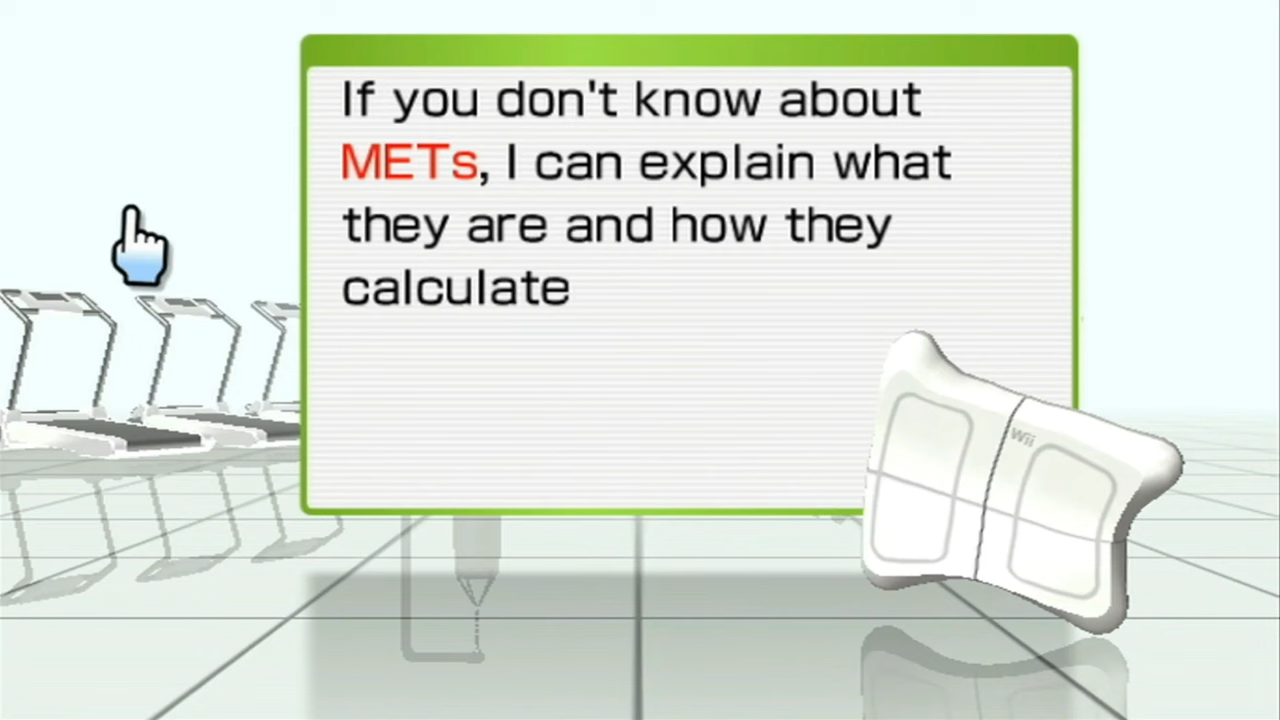 If you don't know about
METs, I can explain what
they are and how they
calculate
Wii